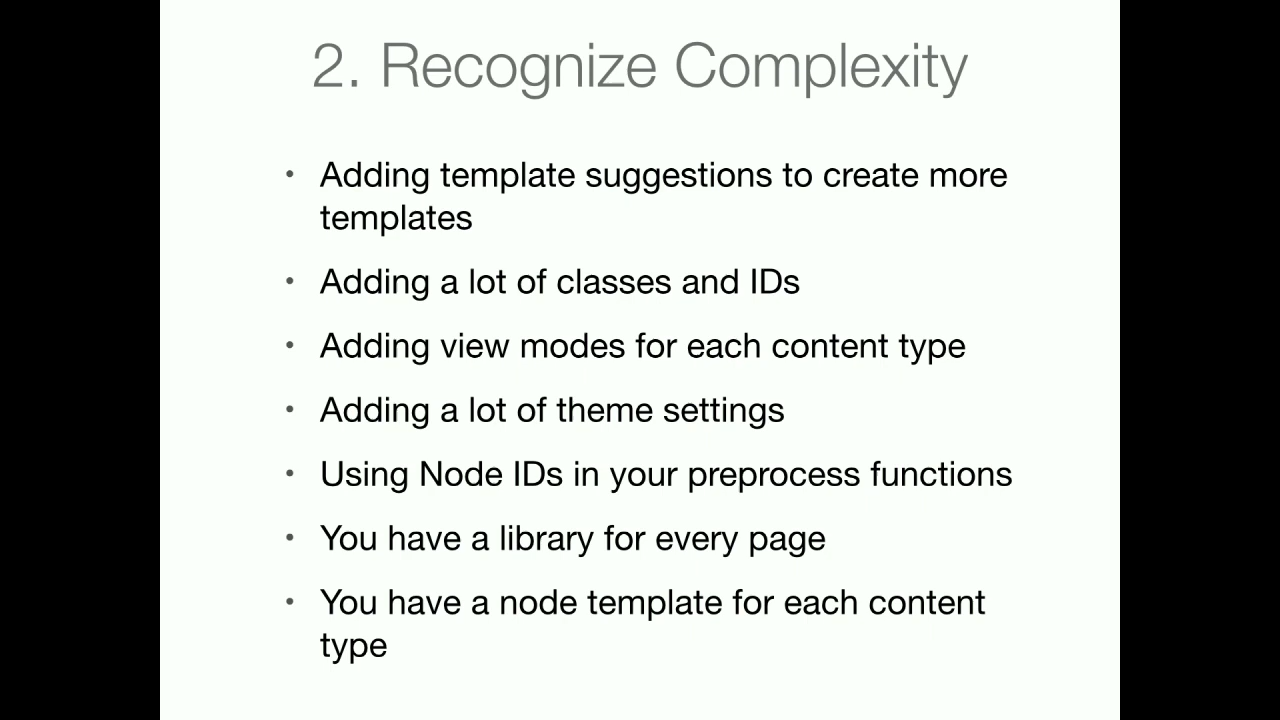 2. Recognize Complexity
• Adding template suggestions to create more
templates
• Adding a lot of classes and IDs
• Adding view modes for each content type
• Adding a lot of theme settings
• Using Node IDs in your preprocess functions
• You have a library for every page
• You have a node template for each content
type